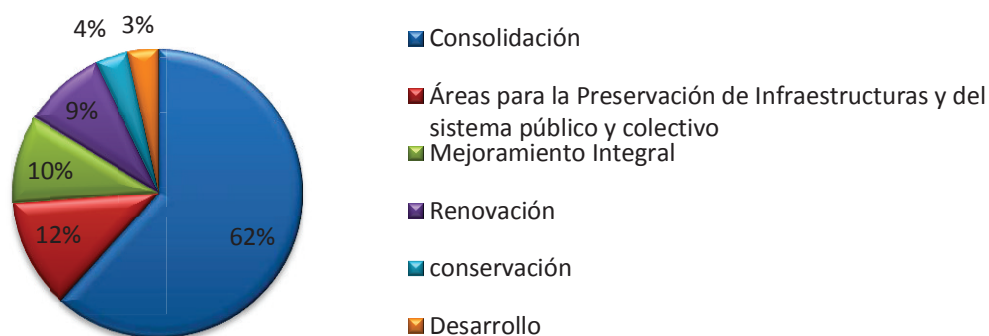 4%
3%
9%
10%
12%
62%
Consolidación
Áreas para la Preservación de Infraestructuras y del
sistema público y colectivo
Mejoramiento Integral
Renovación
conservación
Desarrollo